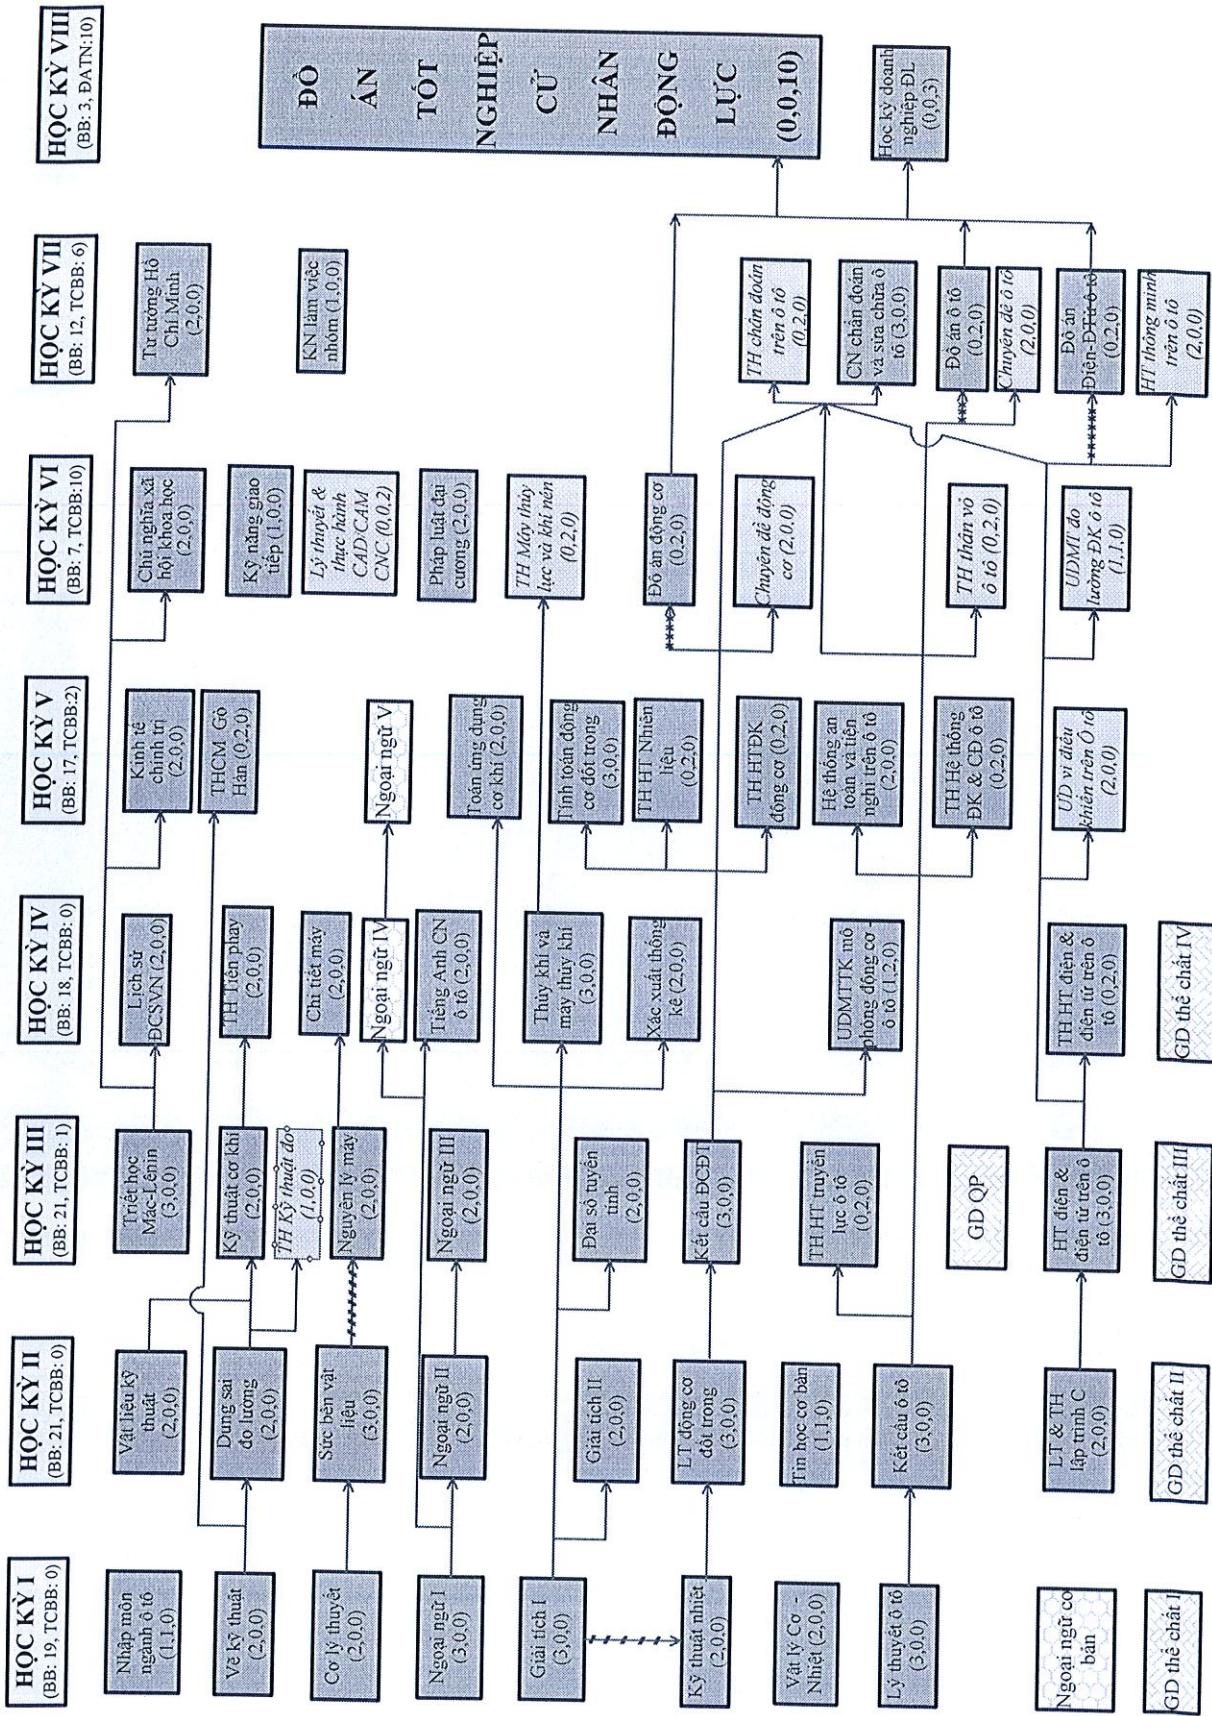 HỌC KỲ I
(BB: 19, TCBB: 0)
Nhập môn
ngành ô tô
(1,1,0)
Vẽ kỹ thuật
(2,0,0)
Cơ lý thuyết
(2,0,0)
Ngoại ngữ I
(3,0,0)
Giải tích I
(3,0,0)
Kỹ thuật nhiệt
(2,0,0)
Vật lý Cơ -
Nhiệt (2,0,0)
Lý thuyết ô tô
(3,0,0)
Ngoại ngữ cơ
bản
GD thể chất I
HỌC KỲ II
(BB: 21, TCBB: 0)
Vật liệu kỹ
thuật
(2,0,0)
Dung sai
đo lường
(2,0,0)
Sức bền vật
liệu
(3,0,0)
Ngoại ngữ II
(2,0,0)
Giải tích II
(2,0,0)
LT động cơ
đốt trong
(3,0,0)
Tin học cơ bản
(1,1,0)
Kết cấu ô tô
(3,0,0)
LT & TH
lập trình C
(2,0,0)
GD thể chất II
HỌC KỲ III
(BB: 21, TCBB: 1)
Triết học
Mác-Lênin
(3,0,0)
Kỹ thuật cơ khí
(2,0,0)
TH Kỹ thuật đo
(1,0,0)
Nguyên lý máy
(2,0,0)
Ngoại ngữ III
(2,0,0)
Đại số tuyến
tính
(2,0,0)
Kết cấu ĐCĐT
(3,0,0)
TH HT truyền
lực ô tô
(0,2,0)
GD QP
HT điện &
điện tử trên ô
tô (3,0,0)
GD thể chất III
HỌC KỲ IV
(BB: 18, TCBB: 0)
Lịch sử
ĐCSVN (2,0,0)
TH Tiện phay
(2,0,0)
Chi tiết máy
(2,0,0)
Ngoại ngữ IV
Tiếng Anh CN
ô tô (2,0,0)
Thủy khí và
máy thủy khí
(3,0,0)
Xác xuất thống
kê (2,0,0)
UDMTTK mô
phỏng động cơ -
ô tô (1,2,0)
TH HT điện &
điện tử trên ô
tô (0,2,0)
GD thể chất IV
HỌC KỲ V
(BB: 17, TCBB:2)
Kinh tế
chính trị
(2,0,0)
THCM Gò
Hàn (0,2,0)
Ngoại ngữ V
Toán ứng dụng
cơ khí (2,0,0)
Tính toán động
cơ đốt trong
(3,0,0)
TH HT Nhiên
liệu
(0,2,0)
TH HTĐK
động cơ (0,2,0)
Hệ thống an
toàn và tiện
nghi trên ô tô
(2,0,0)
TH Hệ thống
ĐK & CĐ ô tô
(0,2,0)
UD vi điều
khiển trên Ô tô
(2,0,0)
HỌC KỲ VI
(BB: 7, TCBB:10)
Chủ nghĩa xã
hội khoa học
(2,0,0)
Kỹ năng giao
tiếp (1,0,0)
Lý thuyết &
thực hành
CAD/CAM
CNC (0,0,2)
Pháp luật đại
cương (2,0,0)
TH Máy thủy
lực và khí nén
(0,2,0)
Đồ án động cơ
(0,2,0)
Chuyên đề động
cơ (2,0,0)
TH thân vỏ
ô tô (0,2,0)
UDMT đo
lường ĐK ô tô
(1,1,0)
HỌC KỲ VII
(BB: 12, TCBB: 6)
Tư tưởng Hồ
Chí Minh
(2,0,0)
KN làm việc
nhóm (1,0,0)
TH chẩn đoán
trên ô tô
(0,2,0)
CN chẩn đoán
và sửa chữa ô
tô (3,0,0)
Đồ án ô tô
(0,2,0)
Chuyên đề ô tô
(2,0,0)
Đồ án
Điện-ĐTử ô tô
(0,2,0)
HT thông minh
trên ô tô
(2,0,0)
HỌC KỲ VIII
(BB: 3, ĐATN:10)
ĐỒ
ÁN
TỐT
NGHIỆP
CỬ
NHÂN
ĐỘNG
LỰC
(0,0,10)
Học kỳ doanh
nghiệp ĐL
(0,0,3)